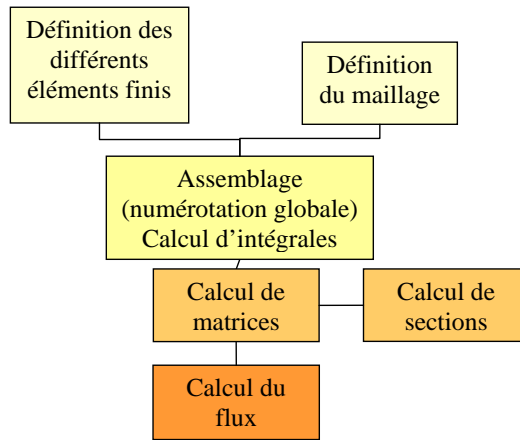 Définition des
différents
éléments finis
Définition
du maillage
Assemblage
(numérotation globale)
Calcul d'intégrales
Calcul de
matrices
Calcul de
sections
Calcul du
flux